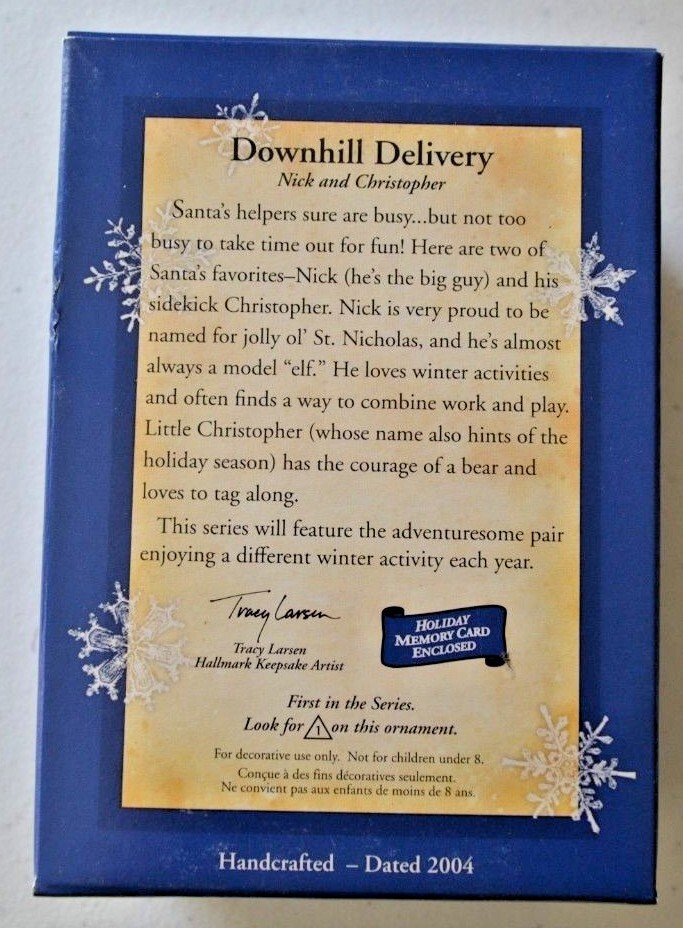 Downhill Delivery
Nick and Christopher
Santa's helpers sure are busy...but not too
busy to take time out for fun! Here are two of
Santa's favorites–Nick (he's the big guy) and his
sidekick Christopher. Nick is very proud to be
named for jolly ol' St. Nicholas, and he's almost
always a model “elf.” He loves winter activities
and often finds a way to combine work and play.
Little Christopher (whose name also hints of the
holiday season) has the courage of a bear and
loves to tag along.
This series will feature the adventuresome pair
enjoying a different winter activity each year.
Tracy Larsen
Tracy Larsen
Hallmark Keepsake Artist
HOLIDAY
MEMORY CARD
ENCLOSED
First in the Series.
Look for 1 on this ornament.
For decorative use only. Not for children under 8.
Conçue à des fins décoratives seulement.
Ne convient pas aux enfants de moins de 8 ans.
Handcrafted – Dated 2004